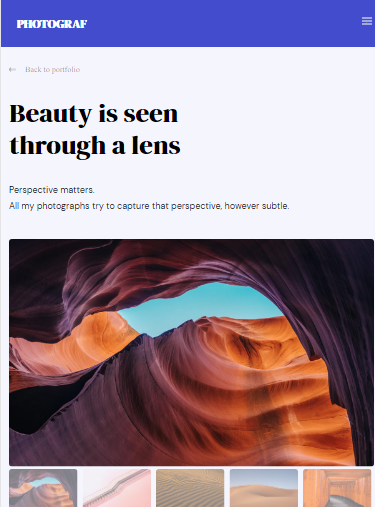 PHOTOGRAF
← Back to portfolio
Beauty is seen
through a lens
Perspective matters.
All my photographs try to capture that perspective, however subtle.